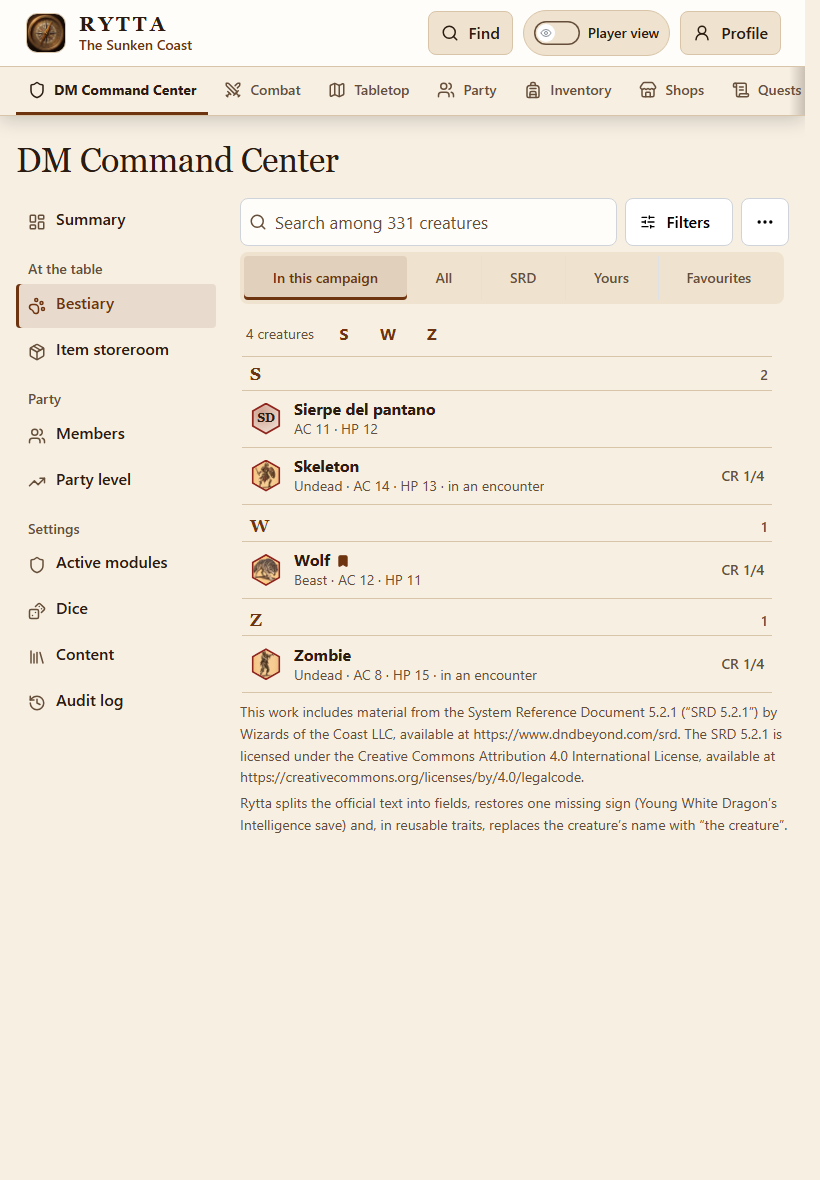 RYTTA
The Sunken Coast
Find
Player view
Profile
DM Command Center
Combat
Tabletop
Party
Inventory
Shops
Quests
DM Command Center
Summary
At the table
Bestiary
Item storeroom
Party
Members
Party level
Settings
Active modules
Dice
Content
Audit log
Search among 331 creatures
Filters
In this campaign
All
SRD
Yours
Favourites
4 creatures S W Z
S 2
SD
Sierpe del pantano
AC 11 · HP 12
Skeleton
Undead · AC 14 · HP 13 · in an encounter
CR 1/4
W 1
Wolf
Beast · AC 12 · HP 11
CR 1/4
Z 1
Zombie
Undead · AC 8 · HP 15 · in an encounter
CR 1/4
This work includes material from the System Reference Document 5.2.1 (“SRD 5.2.1”) by
Wizards of the Coast LLC, available at https://www.dndbeyond.com/srd. The SRD 5.2.1 is
licensed under the Creative Commons Attribution 4.0 International License, available at
https://creativecommons.org/licenses/by/4.0/legalcode.
Rytta splits the official text into fields, restores one missing sign (Young White Dragon’s
Intelligence save) and, in reusable traits, replaces the creature’s name with “the creature”.